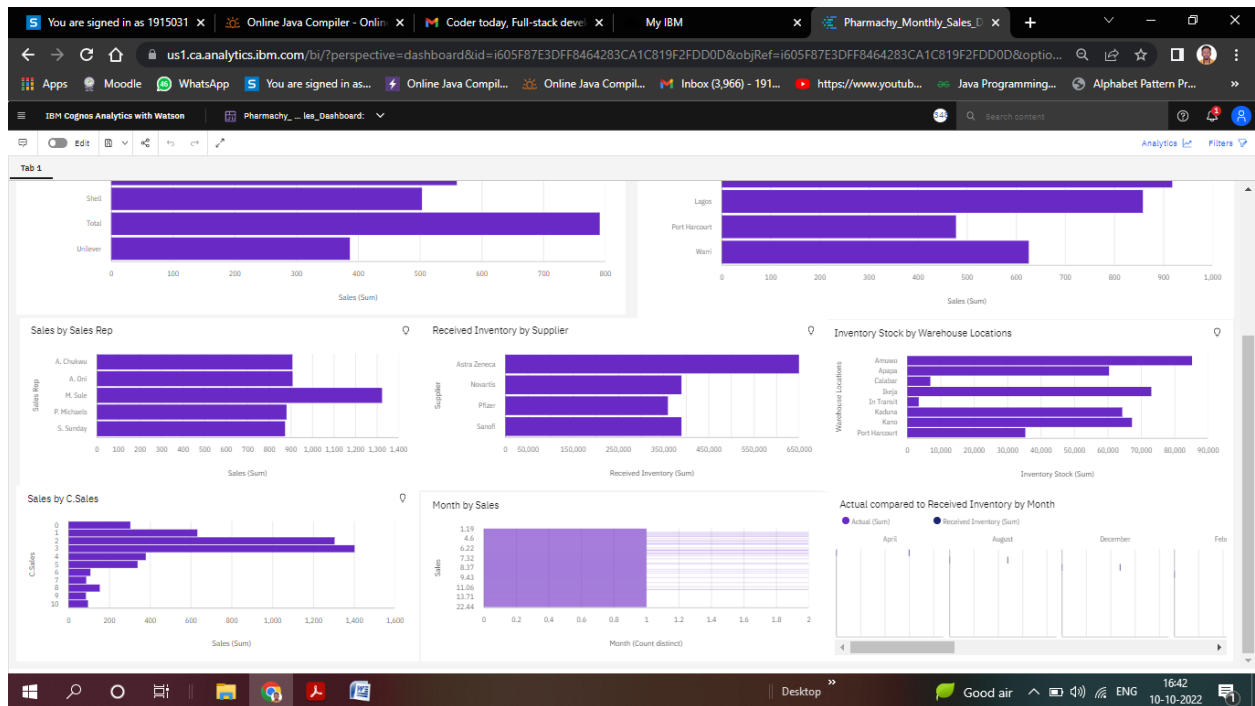 You are signed in as 1915031
Online Java Compiler - Onlin
Coder today, Full-stack devel
My IBM
Pharmachy_Monthly_Sales_D
us1.ca.analytics.ibm.com/bi/?perspective=dashboard&id=i605F87E3DFF8464283CA1C819F2FDD0D&objRef=i605F87E3DFF8464283CA1C819F2FDD0D&optio...
Apps Moodle WhatsApp You are signed in as... Online Java Compil... Online Java Compil... Inbox (3,966) - 191... https://www.youtub... Java Programming... Alphabet Pattern Pr... »
IBM Cognos Analytics with Watson Pharmachy_ ... les_Dashboard: Search content
Edit Analytics Filters
Tab 1
Shell
Total
Unilever
0 100 200 300 400 500 600 700 800
Sales (Sum)
Lagos
Port Harcourt
Warri
0 100 200 300 400 500 600 700 800 900 1,000
Sales (Sum)
Sales by Sales Rep
Sales Rep
A. Chukwu
A. Oni
M. Sule
P. Michaels
S. Sunday
0 100 200 300 400 500 600 700 800 900 1,000 1,100 1,200 1,300 1,400
Sales (Sum)
Received Inventory by Supplier
Supplier
Astra Zeneca
Novartis
Pfizer
Sanofi
0 50,000 150,000 250,000 350,000 450,000 550,000 650,000
Received Inventory (Sum)
Inventory Stock by Warehouse Locations
Warehouse Locations
Amuwo
Apapa
Calabar
Ikeja
In Transit
Kaduna
Kano
Port Harcourt
0 10,000 20,000 30,000 40,000 50,000 60,000 70,000 80,000 90,000
Inventory Stock (Sum)
Sales by C.Sales
C.Sales
0
1
2
3
4
5
6
7
8
9
10
0 200 400 600 800 1,000 1,200 1,400 1,600
Sales (Sum)
Month by Sales
Sales
1.19
4.6
6.22
7.32
8.37
9.43
11.06
13.71
22.44
0 0.2 0.4 0.6 0.8 1 1.2 1.4 1.6 1.8 2
Month (Count distinct)
Actual compared to Received Inventory by Month
Actual (Sum) Received Inventory (Sum)
April August December Feb
Desktop » Good air ENG
16:42
10-10-2022